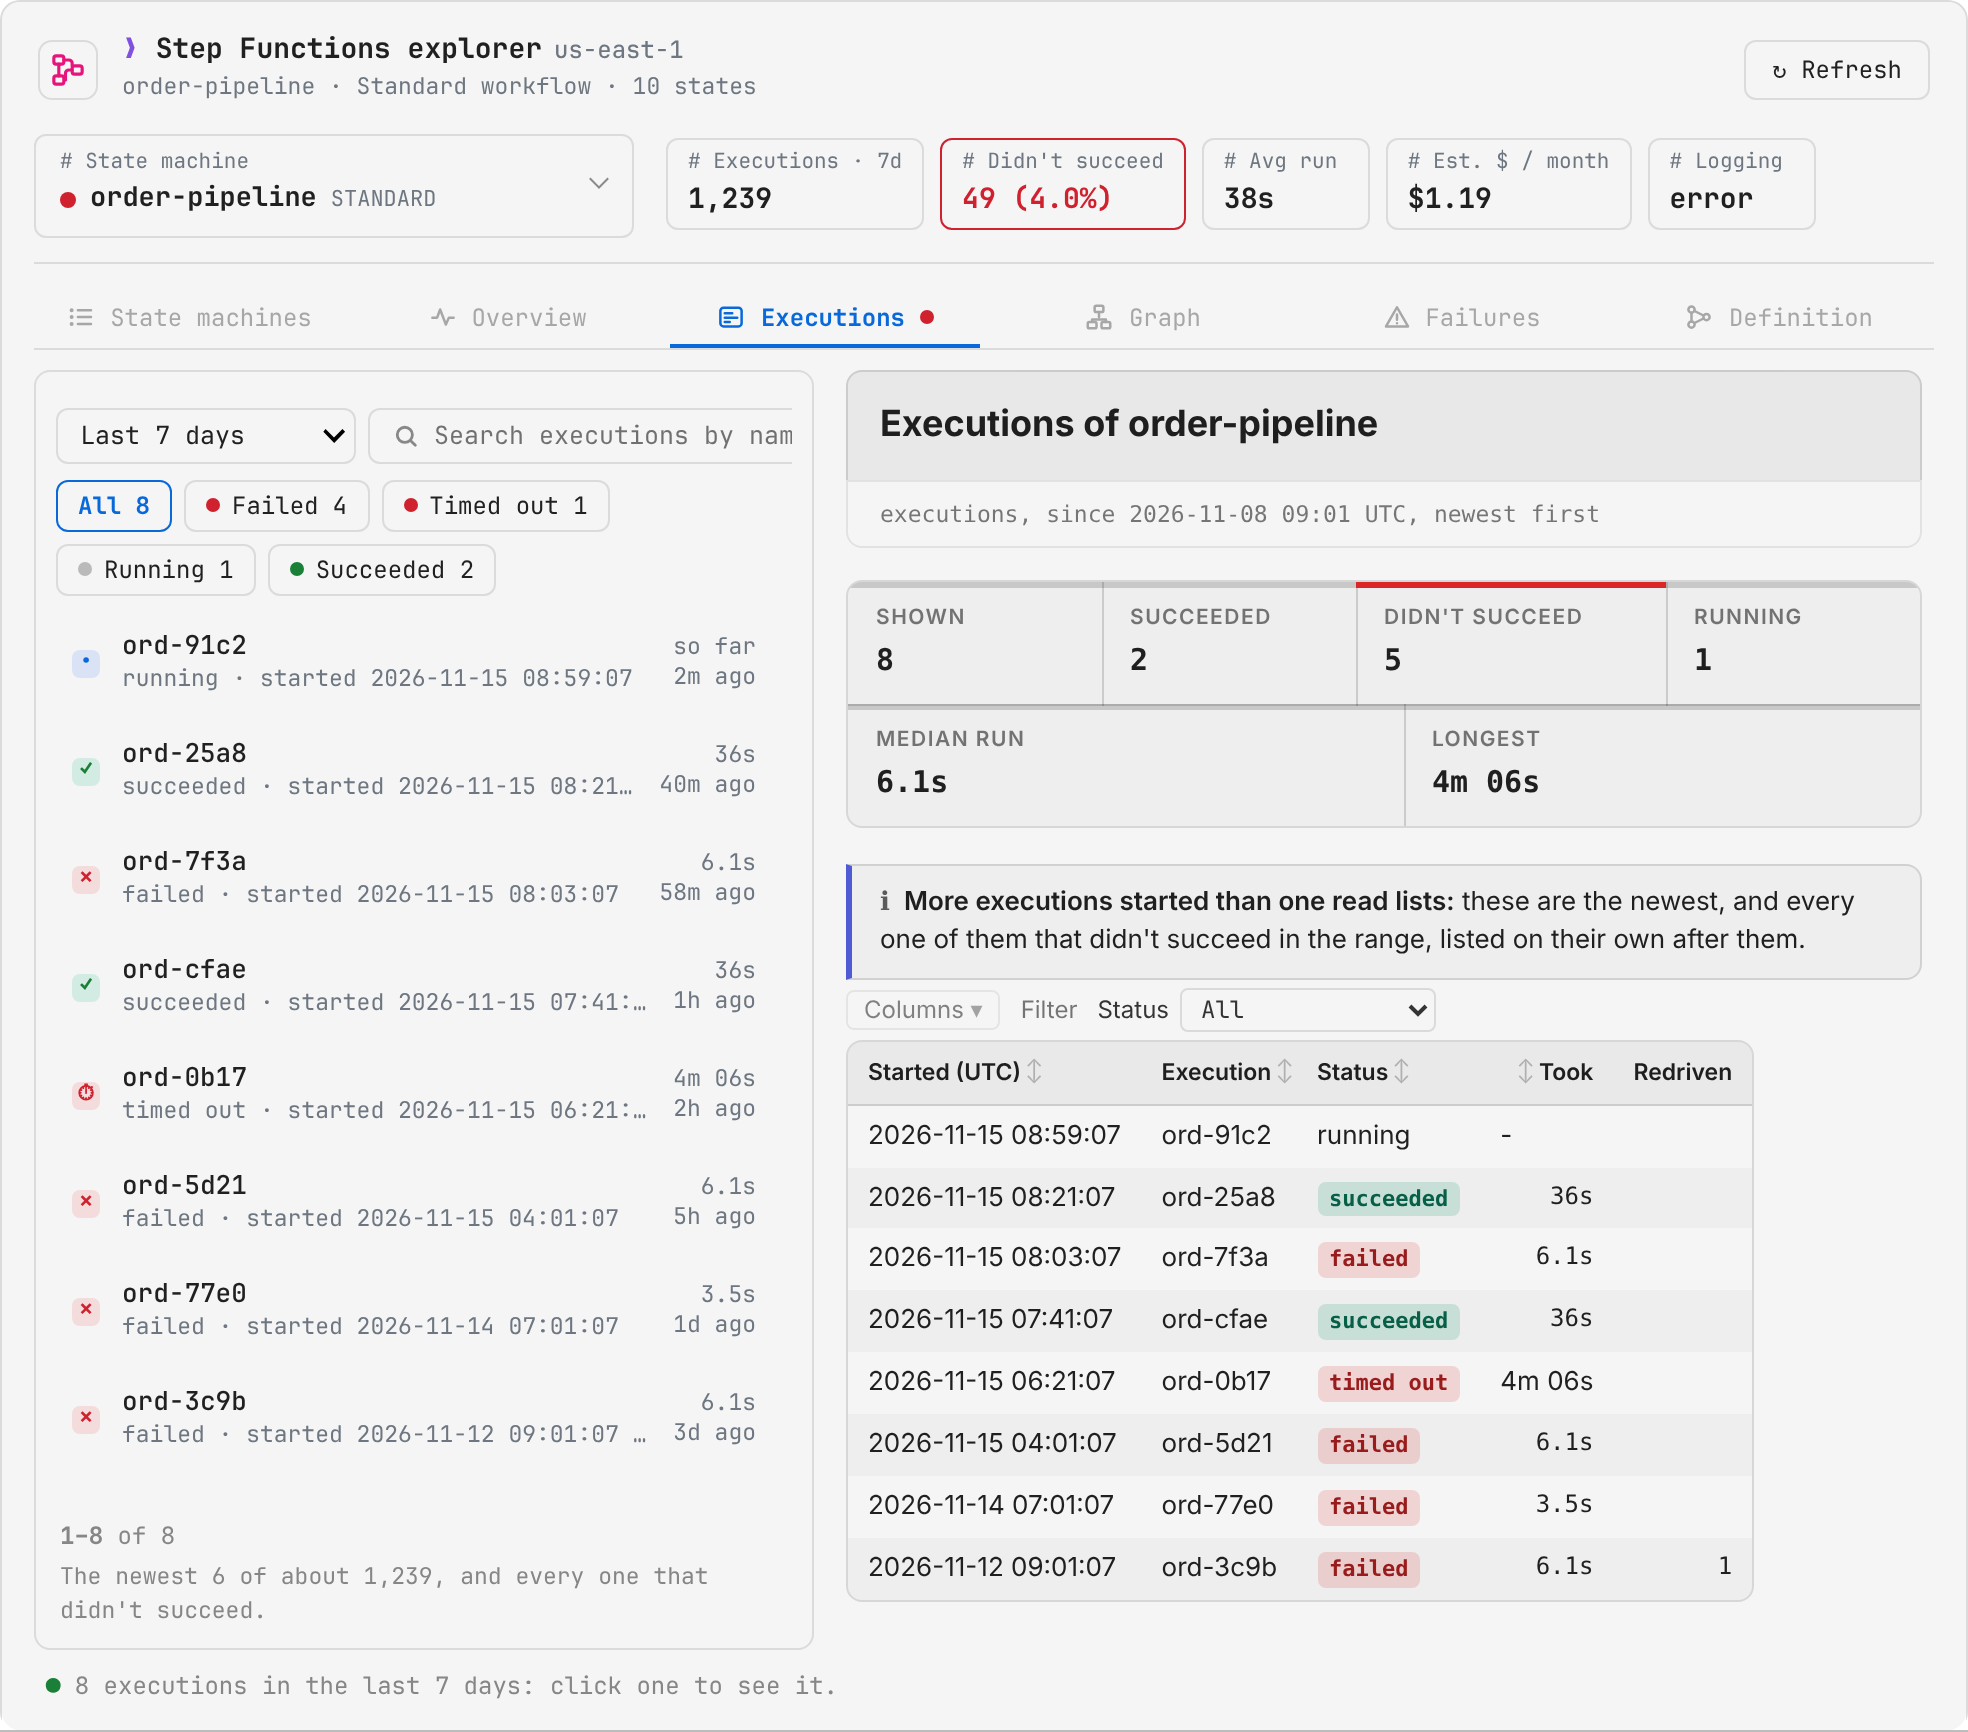 ❫ Step Functions explorer us-east-1
order-pipeline · Standard workflow · 10 states
↻ Refresh
# State machine
order-pipeline STANDARD
# Executions · 7d
1,239
# Didn't succeed
49 (4.0%)
# Avg run
38s
# Est. $ / month
$1.19
# Logging
error
State machines
Overview
Executions
Graph
Failures
Definition
Last 7 days
Search executions by nam
All 8
Failed 4
Timed out 1
Running 1
Succeeded 2
ord-91c2 so far
running · started 2026-11-15 08:59:07 2m ago
ord-25a8 36s
succeeded · started 2026-11-15 08:21… 40m ago
ord-7f3a 6.1s
failed · started 2026-11-15 08:03:07 58m ago
ord-cfae 36s
succeeded · started 2026-11-15 07:41:… 1h ago
ord-0b17 4m 06s
timed out · started 2026-11-15 06:21:… 2h ago
ord-5d21 6.1s
failed · started 2026-11-15 04:01:07 5h ago
ord-77e0 3.5s
failed · started 2026-11-14 07:01:07 1d ago
ord-3c9b 6.1s
failed · started 2026-11-12 09:01:07 … 3d ago
1–8 of 8
The newest 6 of about 1,239, and every one that
didn't succeed.
Executions of order-pipeline
executions, since 2026-11-08 09:01 UTC, newest first
SHOWN
8
SUCCEEDED
2
DIDN'T SUCCEED
5
RUNNING
1
MEDIAN RUN
6.1s
LONGEST
4m 06s
ℹ More executions started than one read lists: these are the newest, and every
one of them that didn't succeed in the range, listed on their own after them.
Columns ▾ Filter Status All
Started (UTC) Execution Status Took Redriven
2026-11-15 08:59:07 ord-91c2 running -
2026-11-15 08:21:07 ord-25a8 succeeded 36s
2026-11-15 08:03:07 ord-7f3a failed 6.1s
2026-11-15 07:41:07 ord-cfae succeeded 36s
2026-11-15 06:21:07 ord-0b17 timed out 4m 06s
2026-11-15 04:01:07 ord-5d21 failed 6.1s
2026-11-14 07:01:07 ord-77e0 failed 3.5s
2026-11-12 09:01:07 ord-3c9b failed 6.1s 1
8 executions in the last 7 days: click one to see it.